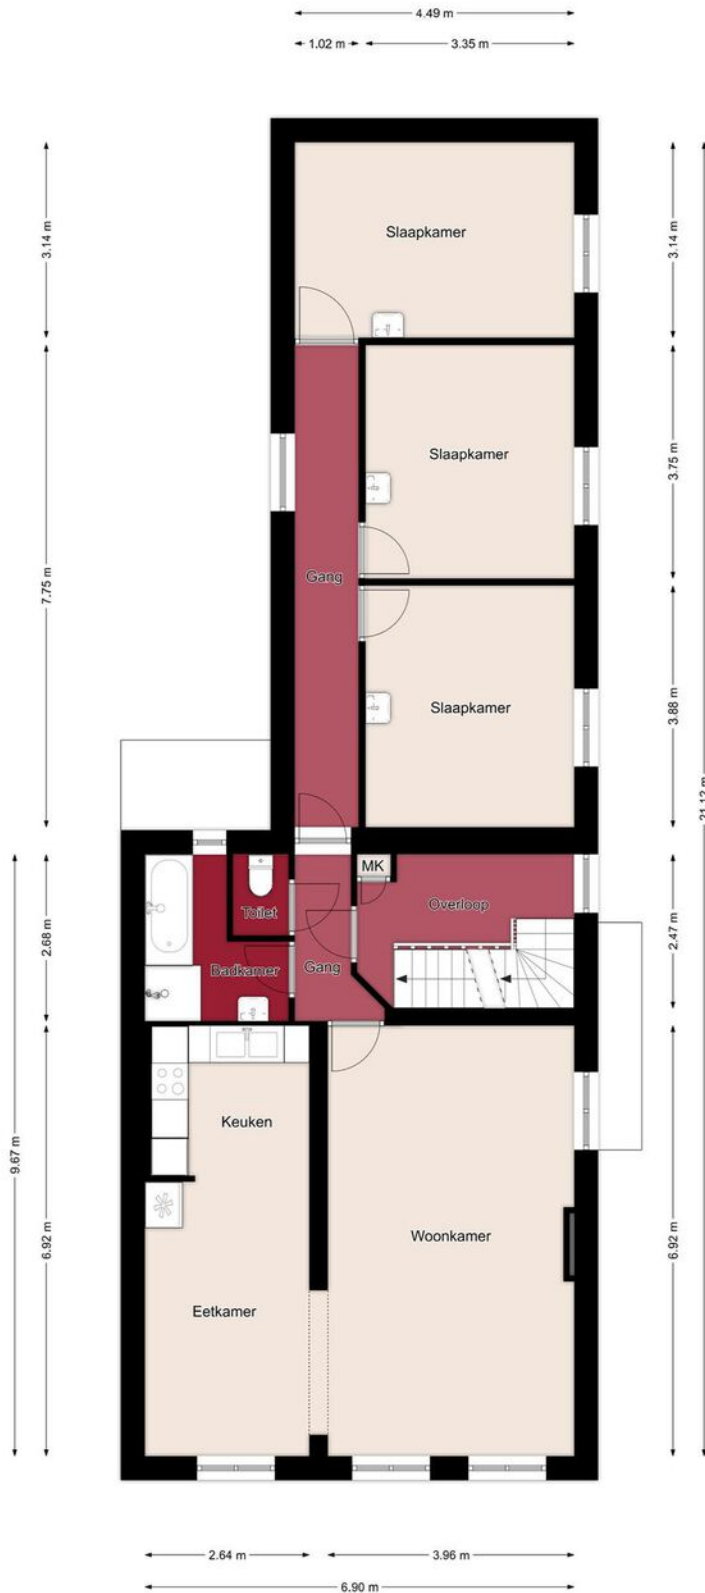 4.49 m
1.02 m
3.35 m
3.14 m
3.14 m
Slaapkamer
7.75 m
3.75 m
21.12 m
Slaapkamer
Gang
3.88 m
Slaapkamer
MK
Toilet
Overloop
2.68 m
2.47 m
Badkamer
Gang
Keuken
9.67 m
6.92 m
6.92 m
Woonkamer
Eetkamer
2.64 m
3.96 m
6.90 m